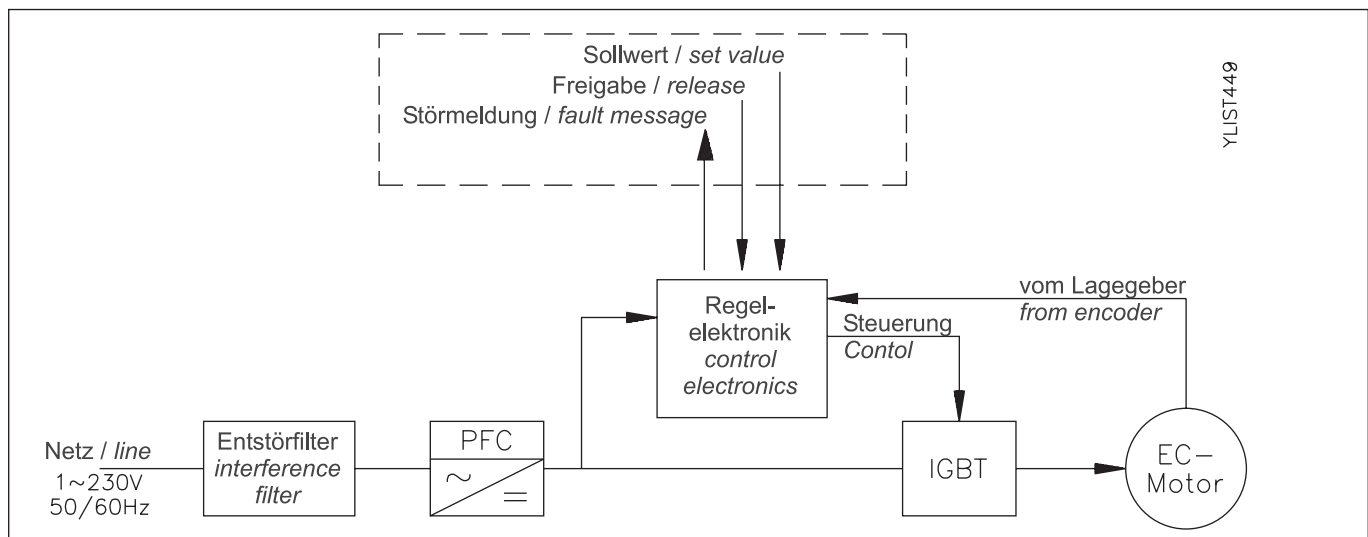 Sollwert / set value
Freigabe / release
Störmeldung / fault message
YLIST449
Regel-
elektronik
control
electronics
vom Lagegeber
from encoder
Steuerung
Contol
Netz / line
1~230V
50/60Hz
Entstörfilter
interference
filter
PFC
~
=
IGBT
EC-
Motor